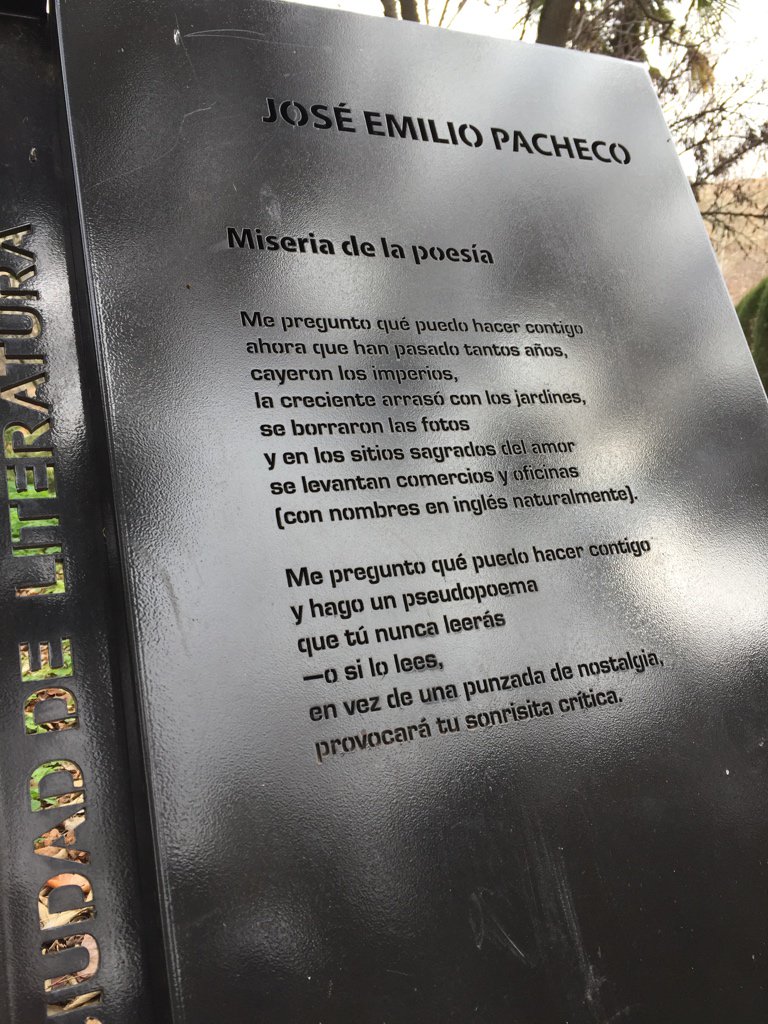 JOSÉ EMILIO PACHECO
Miseria de la poesía
Me pregunto qué puedo hacer contigo
ahora que han pasado tantos años,
cayeron los imperios,
la creciente arrasó con los jardines,
se borraron las fotos
y en los sitios sagrados del amor
se levantan comercios y oficinas
(con nombres en inglés naturalmente).
Me pregunto qué puedo hacer contigo
y hago un pseudopoema
que tú nunca leerás
—o si lo lees,
en vez de una punzada de nostalgia,
provocará tu sonrisita crítica.
CIUDAD DE LITERATURA